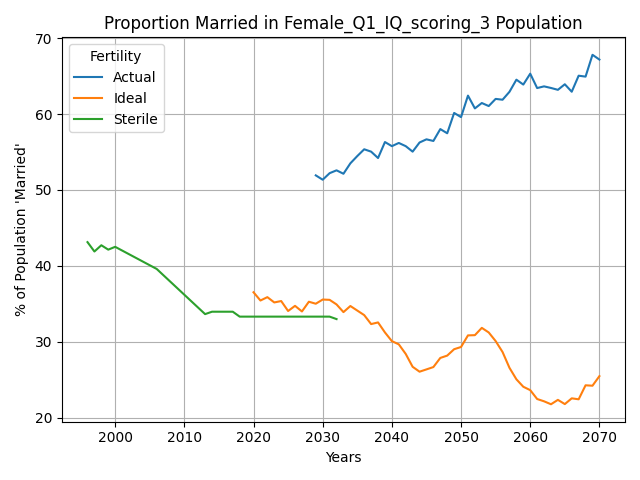 Proportion Married in Female_Q1_IQ_scoring_3 Population
% of Population 'Married'
70
60
50
40
30
20
Fertility
Actual
Ideal
Sterile
2000 2010 2020 2030 2040 2050 2060 2070
Years